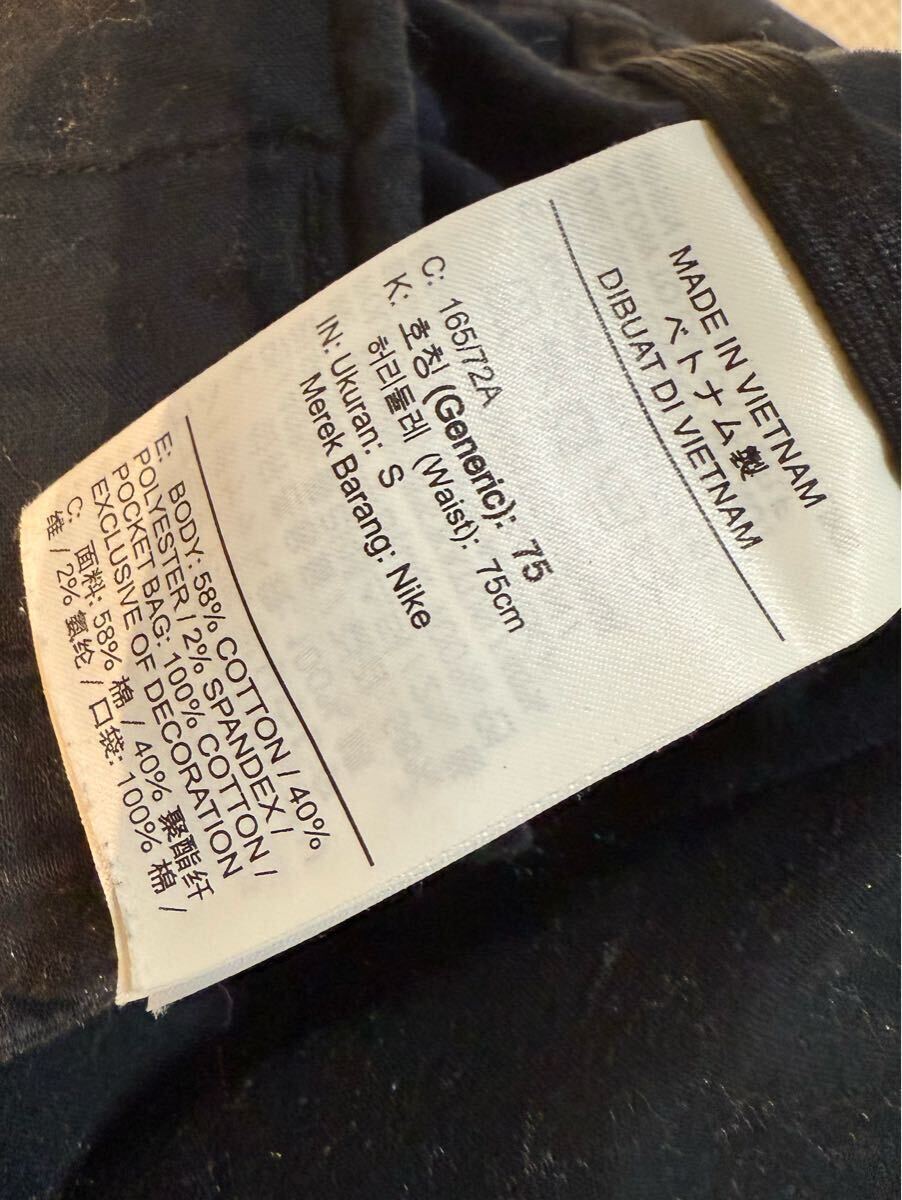 MADE IN VIETNAM
ベトナム製
DIBUAT DI VIETNAM
C: 165/72A
K: 호칭 (Generic): 75
허리둘레 (Waist): 75cm
IN: Ukuran: S
Merek Barang: Nike
E: BODY: 58% COTTON / 40%
POLYESTER / 2% SPANDEX /
POCKET BAG: 100% COTTON /
EXCLUSIVE OF DECORATION
C: 面料: 58% 棉 / 40% 聚酯纤
维 / 2% 氨纶 / 口袋: 100% 棉 /